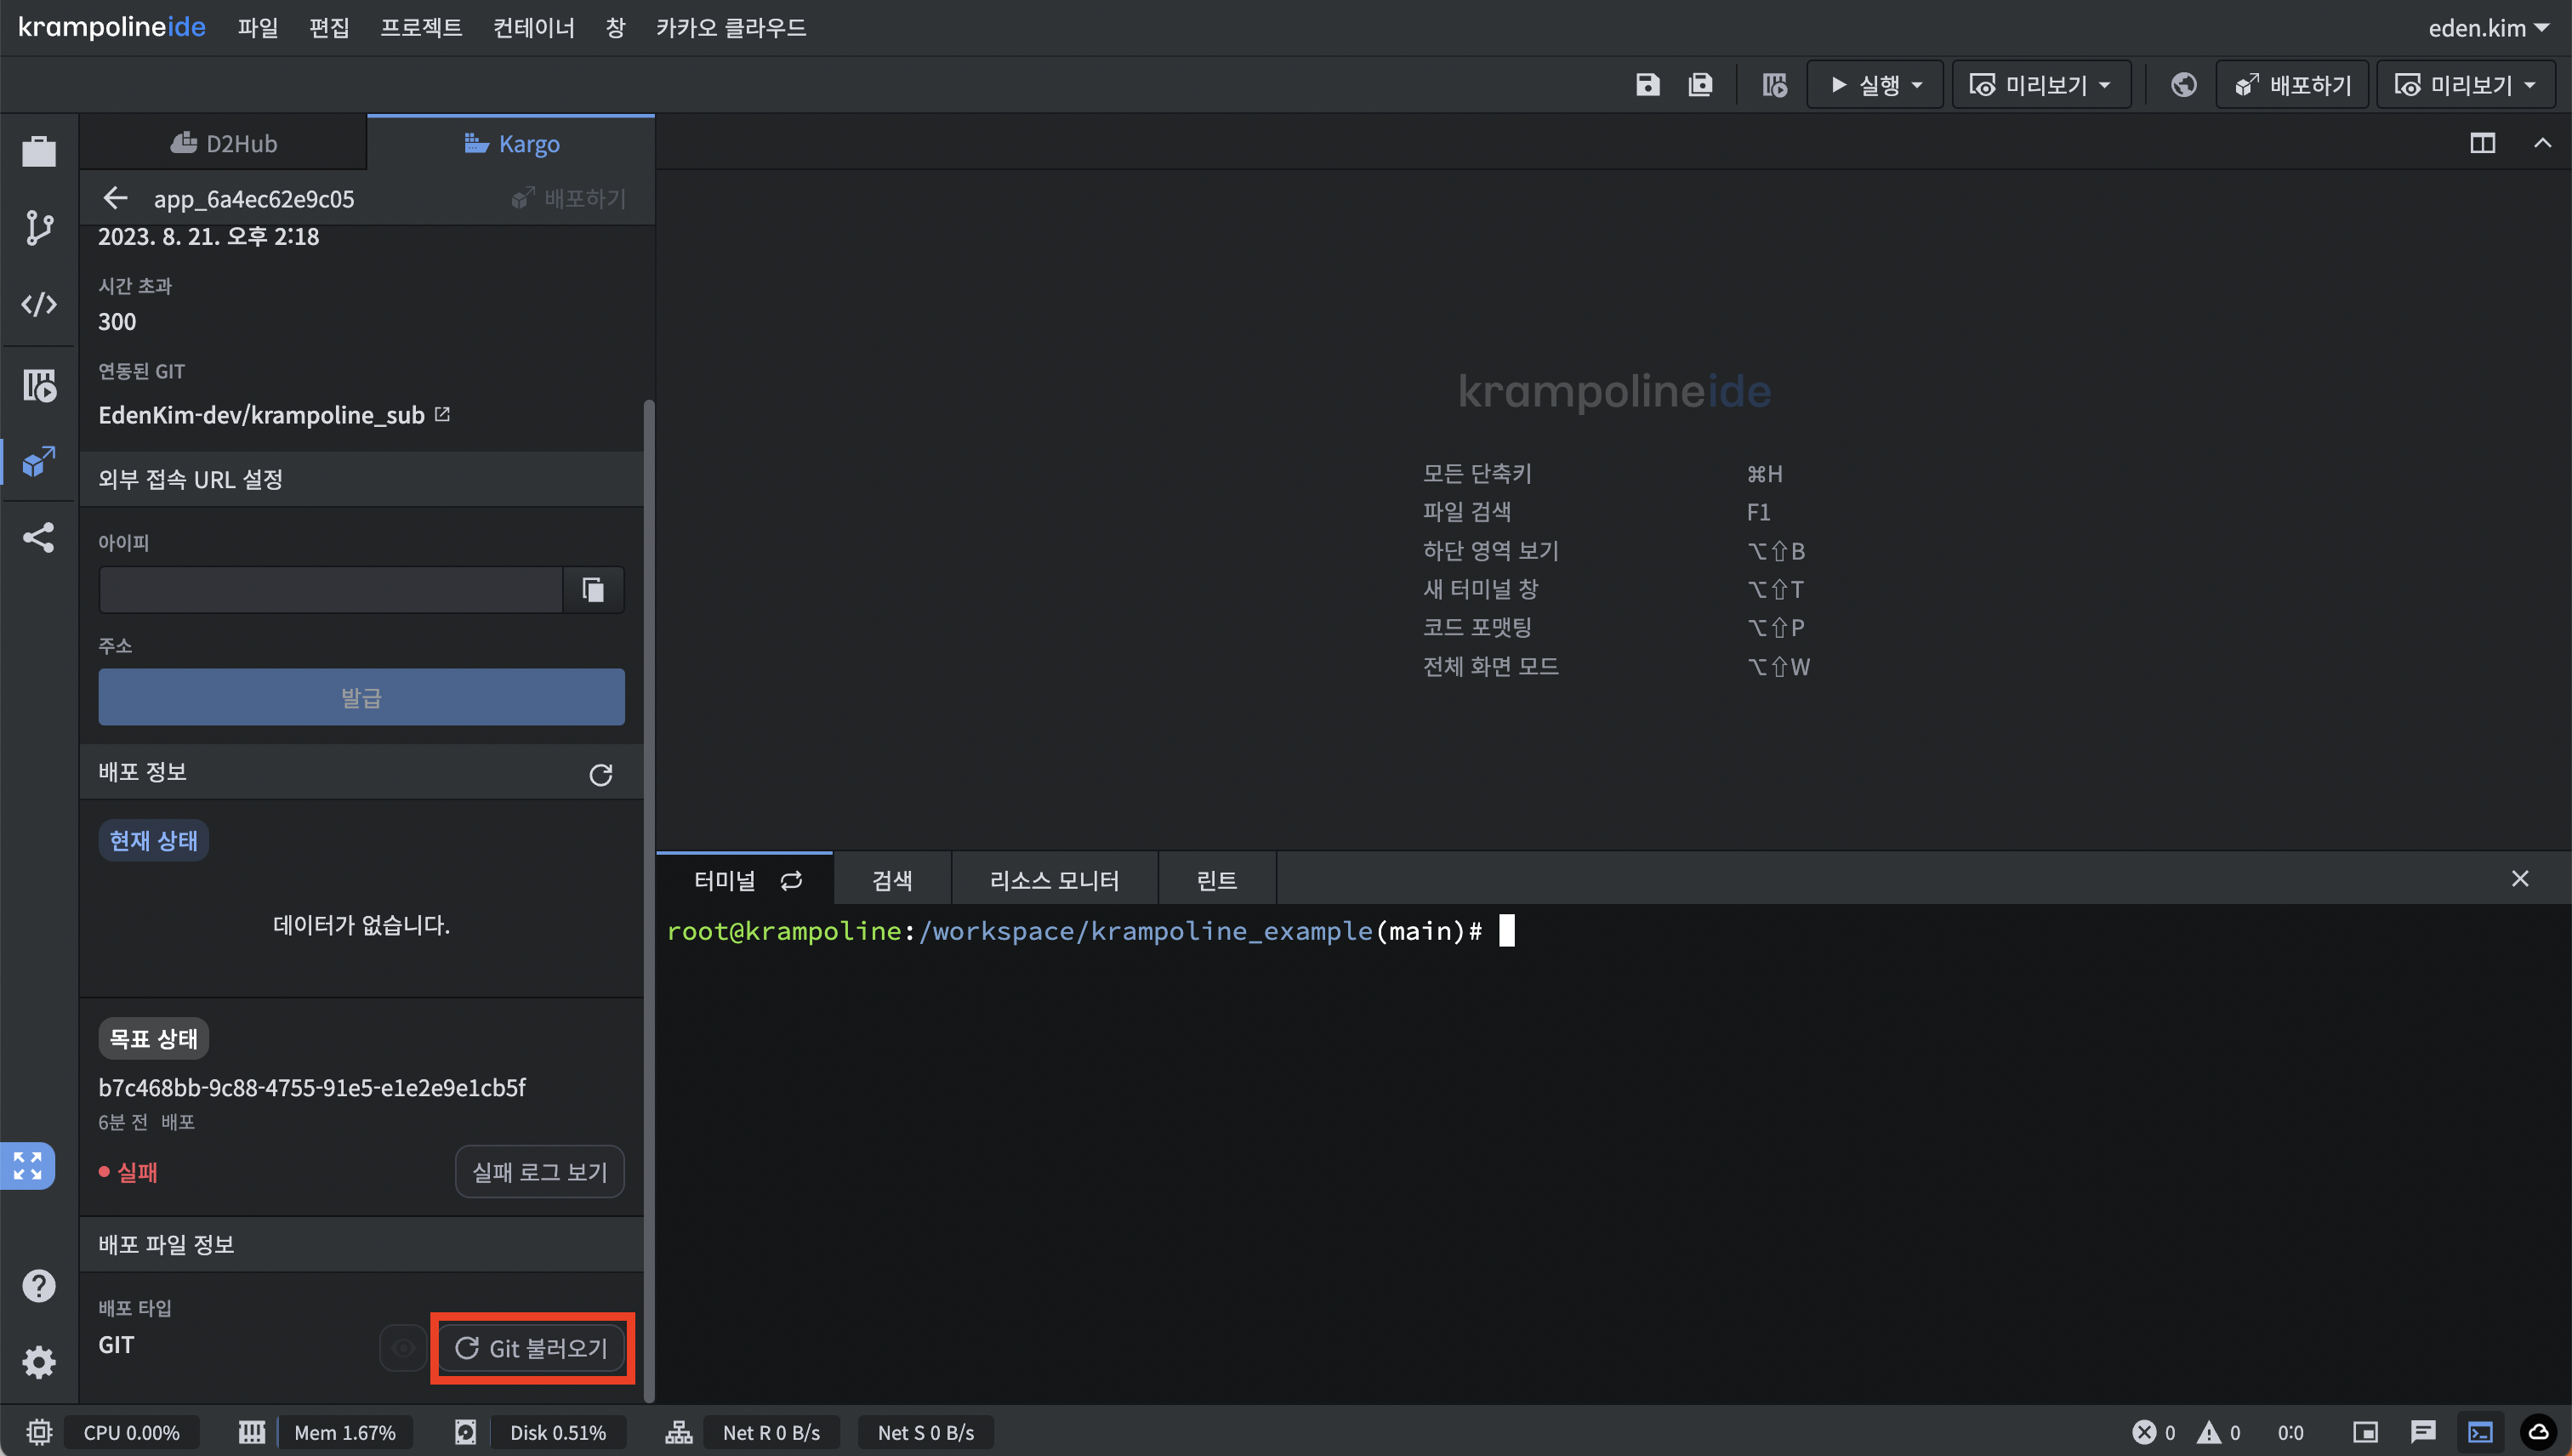 krampolineide 파일 편집 프로젝트 컨테이너 창 카카오 클라우드 eden.kim
실행 미리보기 배포하기 미리보기
D2Hub Kargo
app_6a4ec62e9c05 배포하기
2023. 8. 21. 오후 2:18
시간 초과
300
연동된 GIT
EdenKim-dev/krampoline_sub
외부 접속 URL 설정
아이피
주소
발급
배포 정보
현재 상태
데이터가 없습니다.
목표 상태
b7c468bb-9c88-4755-91e5-e1e2e9e1cb5f
6분 전 배포
실패 실패 로그 보기
배포 파일 정보
배포 타입
GIT Git 불러오기
krampolineide
모든 단축키 ⌘H
파일 검색 F1
하단 영역 보기 ⌥⇧B
새 터미널 창 ⌥⇧T
코드 포맷팅 ⌥⇧P
전체 화면 모드 ⌥⇧W
터미널 검색 리소스 모니터 린트
root@krampoline:/workspace/krampoline_example(main)#
CPU 0.00% Mem 1.67% Disk 0.51% Net R 0 B/s Net S 0 B/s 0 0 0:0